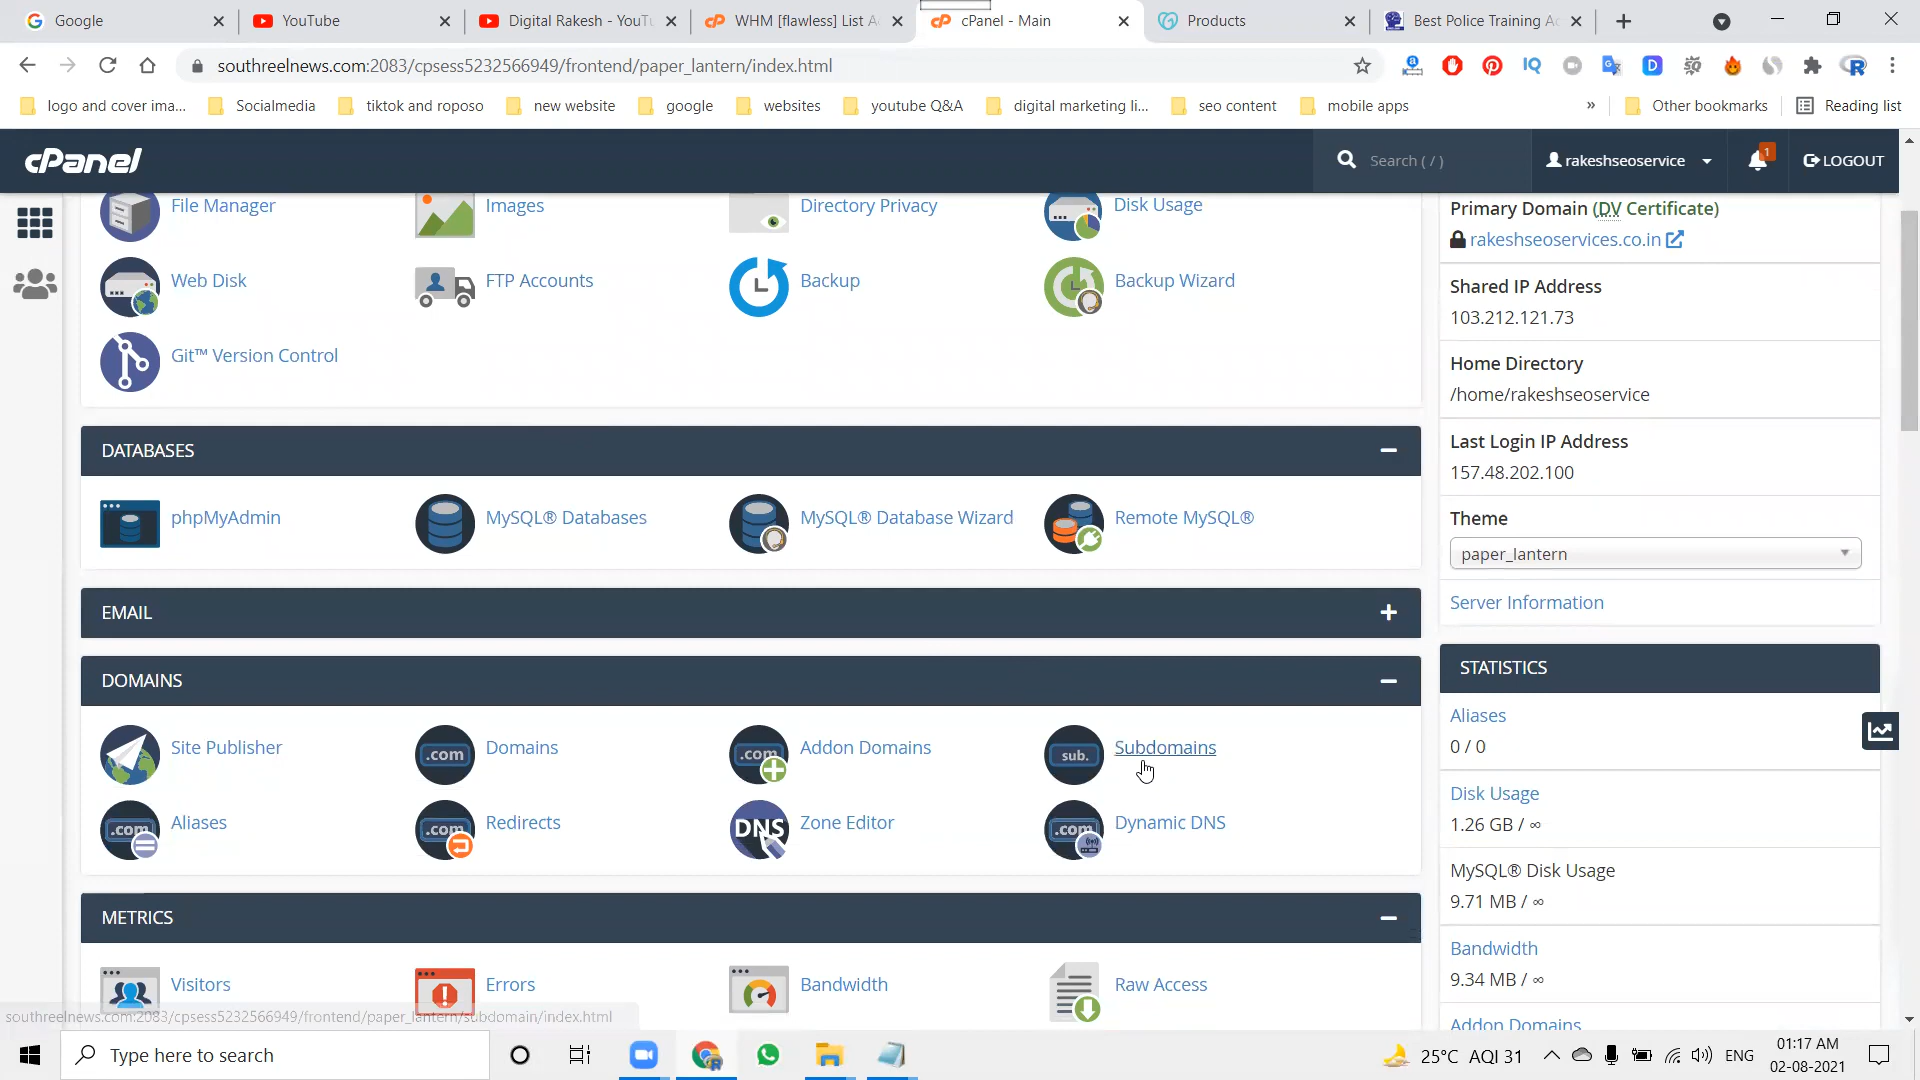 Google
YouTube
Digital Rakesh - YouTu
WHM [flawless] List A
cPanel - Main
Products
Best Police Training Ac
southreelnews.com:2083/cpsess5232566949/frontend/paper_lantern/index.html
logo and cover ima...
Socialmedia
tiktok and roposo
new website
google
websites
youtube Q&A
digital marketing li...
seo content
mobile apps
»
Other bookmarks
Reading list
cPanel
Search ( / )
rakeshseoservice
1
LOGOUT
File Manager
Images
Directory Privacy
Disk Usage
Web Disk
FTP Accounts
Backup
Backup Wizard
Git™ Version Control
DATABASES
phpMyAdmin
MySQL® Databases
MySQL® Database Wizard
Remote MySQL®
EMAIL
DOMAINS
Site Publisher
.com
Domains
.com
Addon Domains
sub.
Subdomains
.com
Aliases
.com
Redirects
DNS
Zone Editor
.com
Dynamic DNS
METRICS
Visitors
Errors
Bandwidth
Raw Access
southreelnews.com:2083/cpsess5232566949/frontend/paper_lantern/subdomain/index.html
Primary Domain (DV Certificate)
rakeshseoservices.co.in
Shared IP Address
103.212.121.73
Home Directory
/home/rakeshseoservice
Last Login IP Address
157.48.202.100
Theme
paper_lantern
Server Information
STATISTICS
Aliases
0 / 0
Disk Usage
1.26 GB / ∞
MySQL® Disk Usage
9.71 MB / ∞
Bandwidth
9.34 MB / ∞
Addon Domains
Type here to search
25°C AQI 31
ENG
01:17 AM
02-08-2021